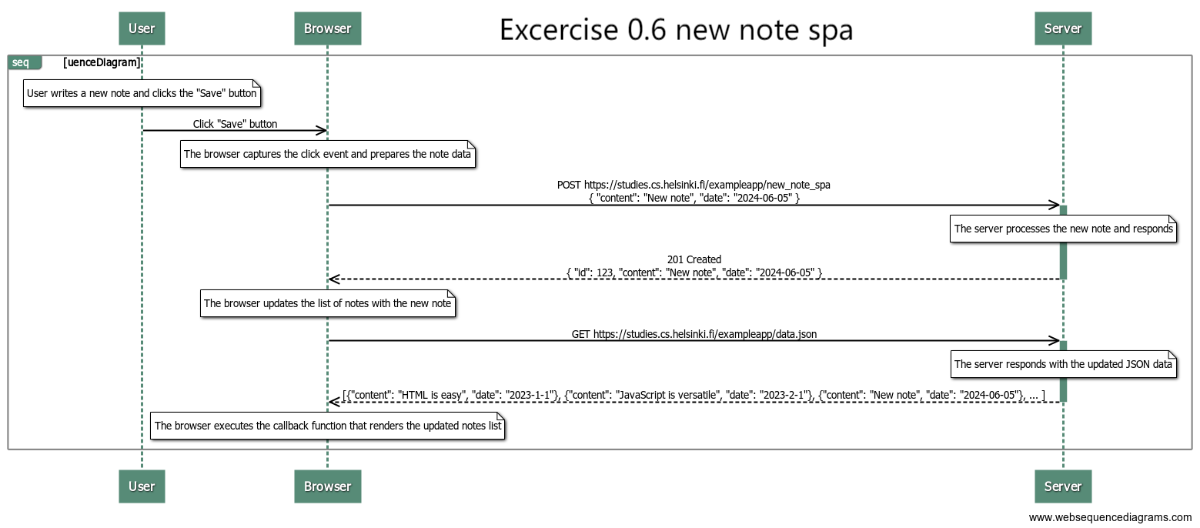 Excercise 0.6 new note spa
User
Browser
Server
seq
[uenceDiagram]
User writes a new note and clicks the "Save" button
Click "Save" button
The browser captures the click event and prepares the note data
POST https://studies.cs.helsinki.fi/exampleapp/new_note_spa
{ "content": "New note", "date": "2024-06-05" }
The server processes the new note and responds
201 Created
{ "id": 123, "content": "New note", "date": "2024-06-05" }
The browser updates the list of notes with the new note
GET https://studies.cs.helsinki.fi/exampleapp/data.json
The server responds with the updated JSON data
[{"content": "HTML is easy", "date": "2023-1-1"}, {"content": "JavaScript is versatile", "date": "2023-2-1"}, {"content": "New note", "date": "2024-06-05"}, ... ]
The browser executes the callback function that renders the updated notes list
User
Browser
Server
www.websequencediagrams.com